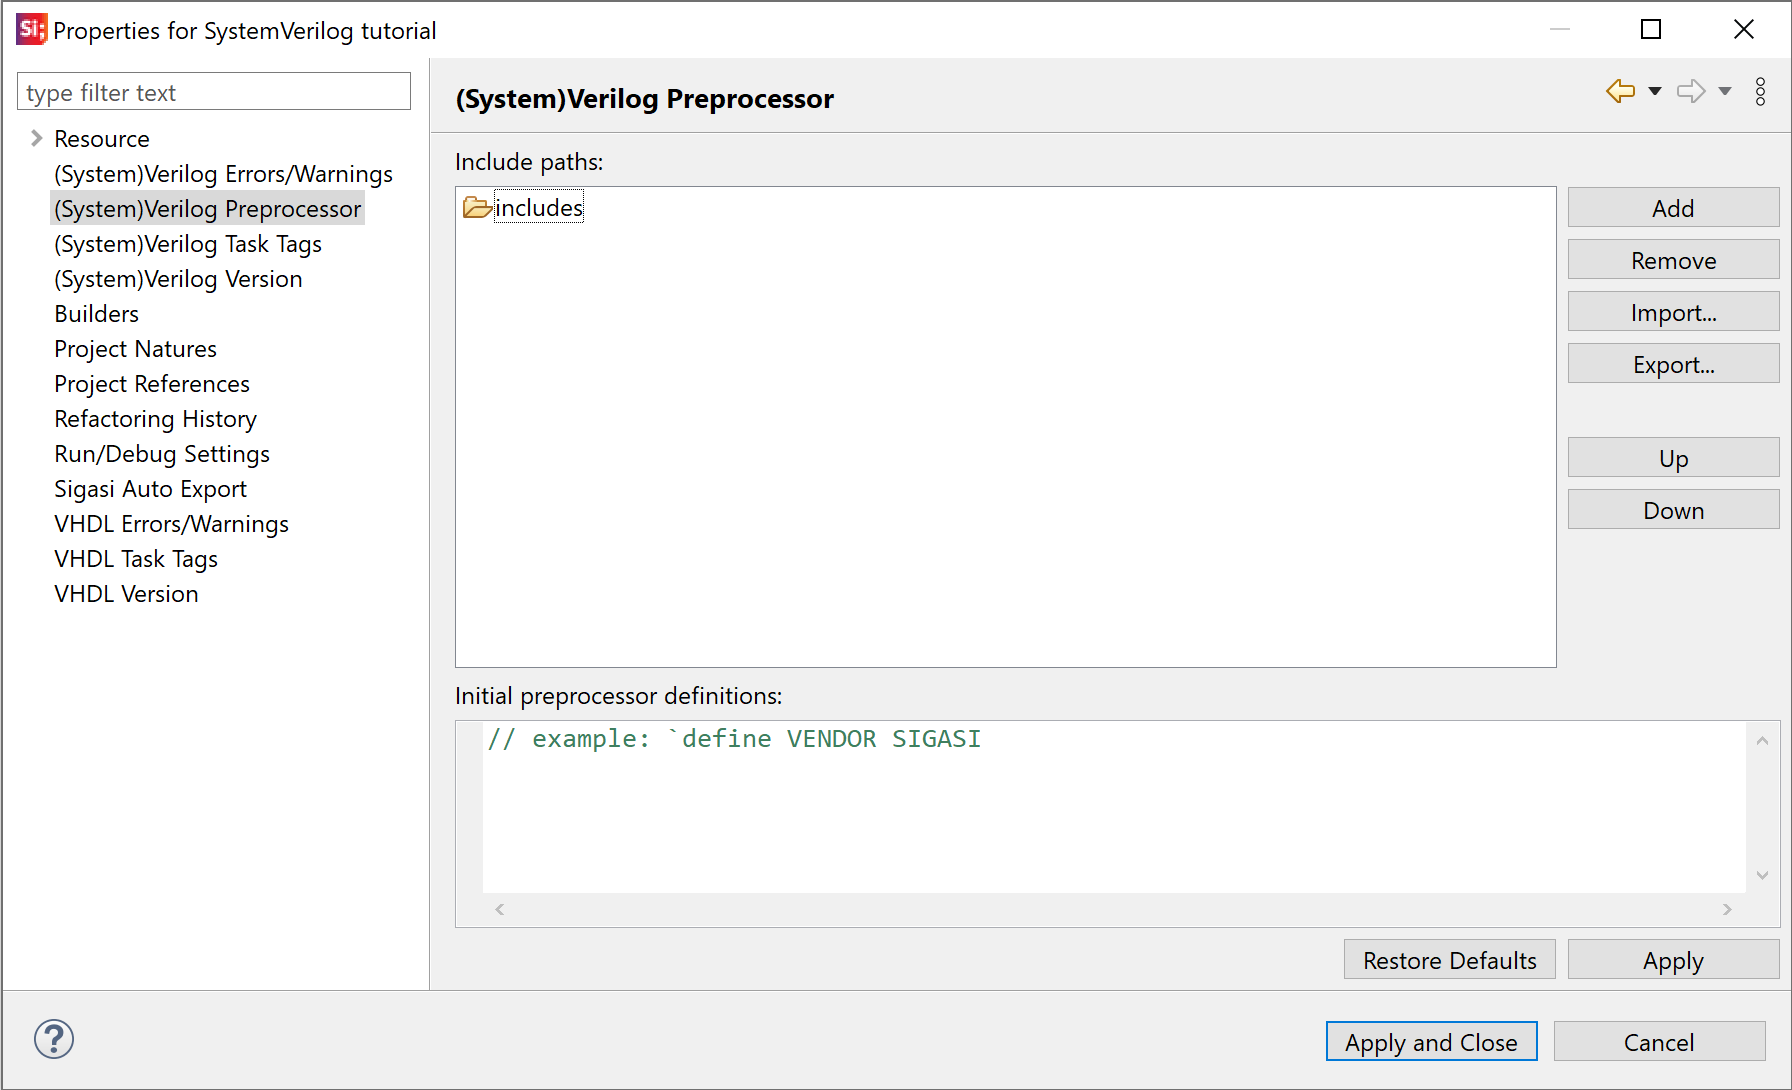 Si; Properties for SystemVerilog tutorial
type filter text
Resource
(System)Verilog Errors/Warnings
(System)Verilog Preprocessor
(System)Verilog Task Tags
(System)Verilog Version
Builders
Project Natures
Project References
Refactoring History
Run/Debug Settings
Sigasi Auto Export
VHDL Errors/Warnings
VHDL Task Tags
VHDL Version
(System)Verilog Preprocessor
Include paths:
includes
Add
Remove
Import...
Export...
Up
Down
Initial preprocessor definitions:
// example: `define VENDOR SIGASI
Restore Defaults
Apply
?
Apply and Close
Cancel